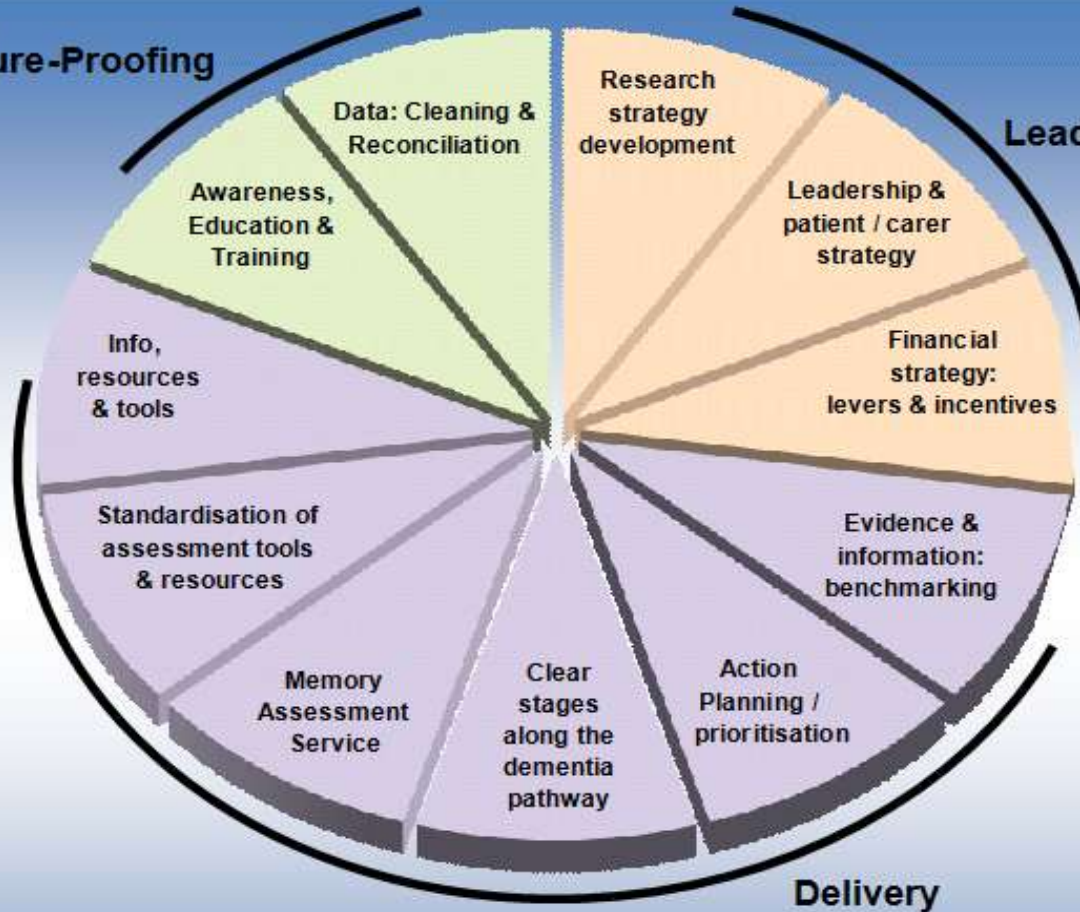 ure-Proofing
Data: Cleaning &
Reconciliation
Awareness,
Education &
Training
Info,
resources
& tools
Standardisation of
assessment tools
& resources
Memory
Assessment
Service
Clear
stages
along the
dementia
pathway
Action
Planning /
prioritisation
Evidence &
information:
benchmarking
Financial
strategy:
levers & incentives
Leadership &
patient / carer
strategy
Research
strategy
development
Lead
Delivery